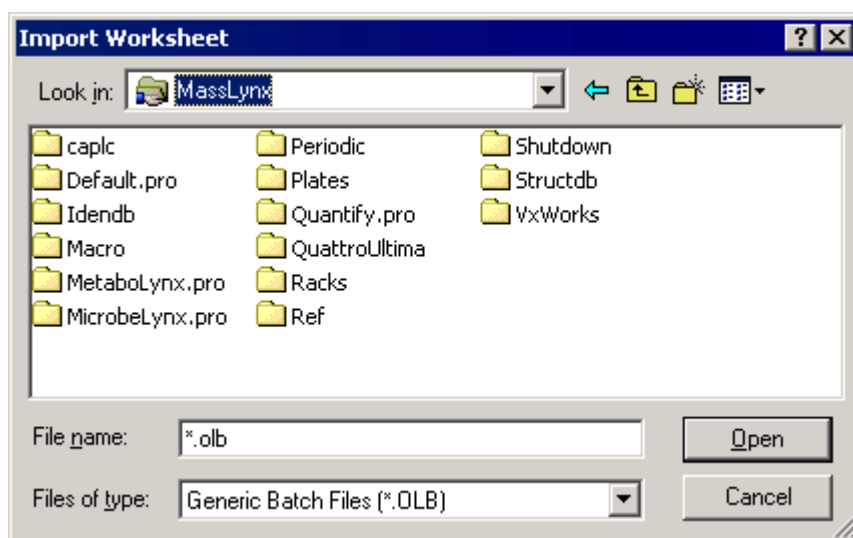 Import Worksheet
Look in: MassLynx
caplc Periodic Shutdown
Default.pro Plates Structdb
Idendb Quantify.pro VxWorks
Macro QuattroUltima
MetaboLynx.pro Racks
MicrobeLynx.pro Ref
File name: *.olb Open
Files of type: Generic Batch Files (*.OLB) Cancel